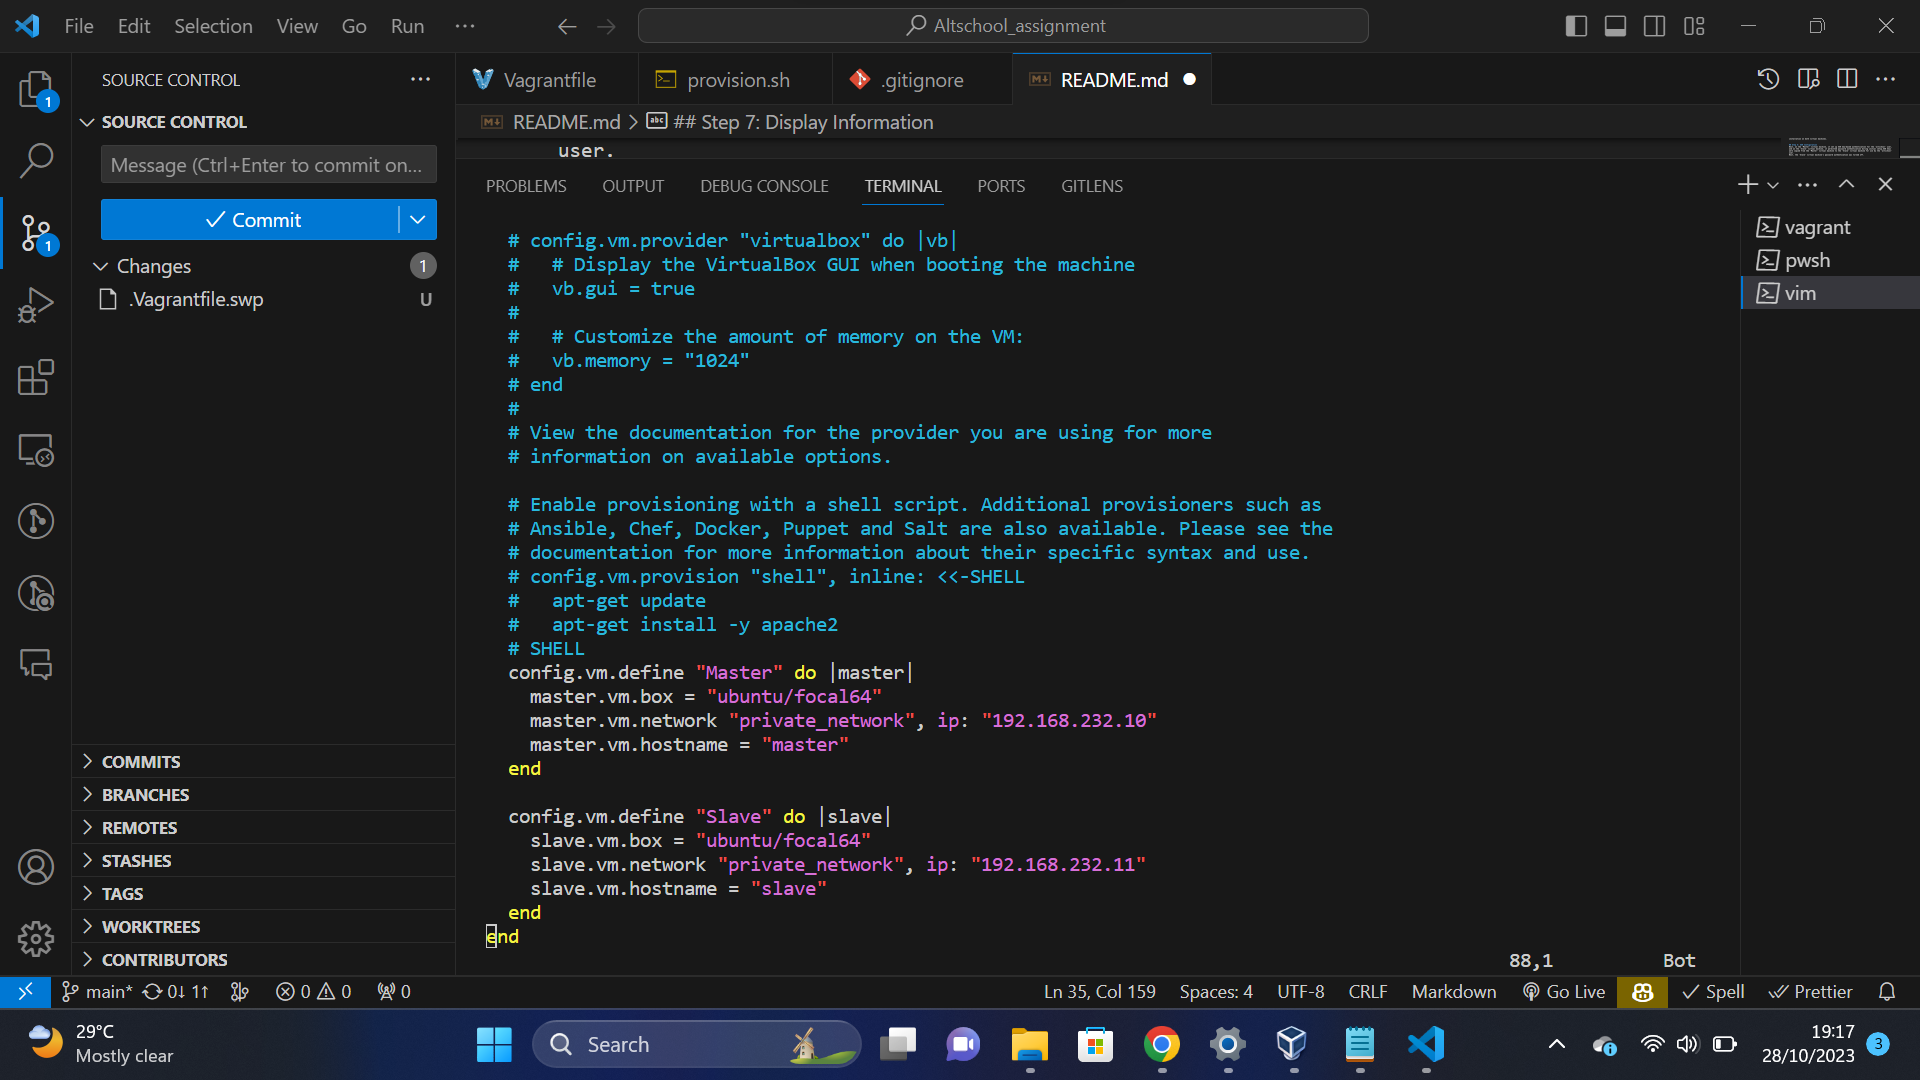 File Edit Selection View Go Run ···
Altschool_assignment
SOURCE CONTROL
SOURCE CONTROL
Message (Ctrl+Enter to commit on...
Commit
Changes 1
.Vagrantfile.swp U
COMMITS
BRANCHES
REMOTES
STASHES
TAGS
WORKTREES
CONTRIBUTORS
1
1
Vagrantfile
provision.sh
.gitignore
README.md
README.md > ## Step 7: Display Information
user.
PROBLEMS OUTPUT DEBUG CONSOLE TERMINAL PORTS GITLENS
# config.vm.provider "virtualbox" do |vb|
#   # Display the VirtualBox GUI when booting the machine
#   vb.gui = true
#
#   # Customize the amount of memory on the VM:
#   vb.memory = "1024"
# end
#
# View the documentation for the provider you are using for more
# information on available options.
# Enable provisioning with a shell script. Additional provisioners such as
# Ansible, Chef, Docker, Puppet and Salt are also available. Please see the
# documentation for more information about their specific syntax and use.
# config.vm.provision "shell", inline: <<-SHELL
#   apt-get update
#   apt-get install -y apache2
# SHELL
config.vm.define "Master" do |master|
master.vm.box = "ubuntu/focal64"
master.vm.network "private_network", ip: "192.168.232.10"
master.vm.hostname = "master"
end
config.vm.define "Slave" do |slave|
slave.vm.box = "ubuntu/focal64"
slave.vm.network "private_network", ip: "192.168.232.11"
slave.vm.hostname = "slave"
end
end
88,1 Bot
vagrant
pwsh
vim
main* 0↓ 1↑ 0 0 0
Ln 35, Col 159 Spaces: 4 UTF-8 CRLF Markdown Go Live Spell Prettier
29°C
Mostly clear
Search
19:17
28/10/2023
3